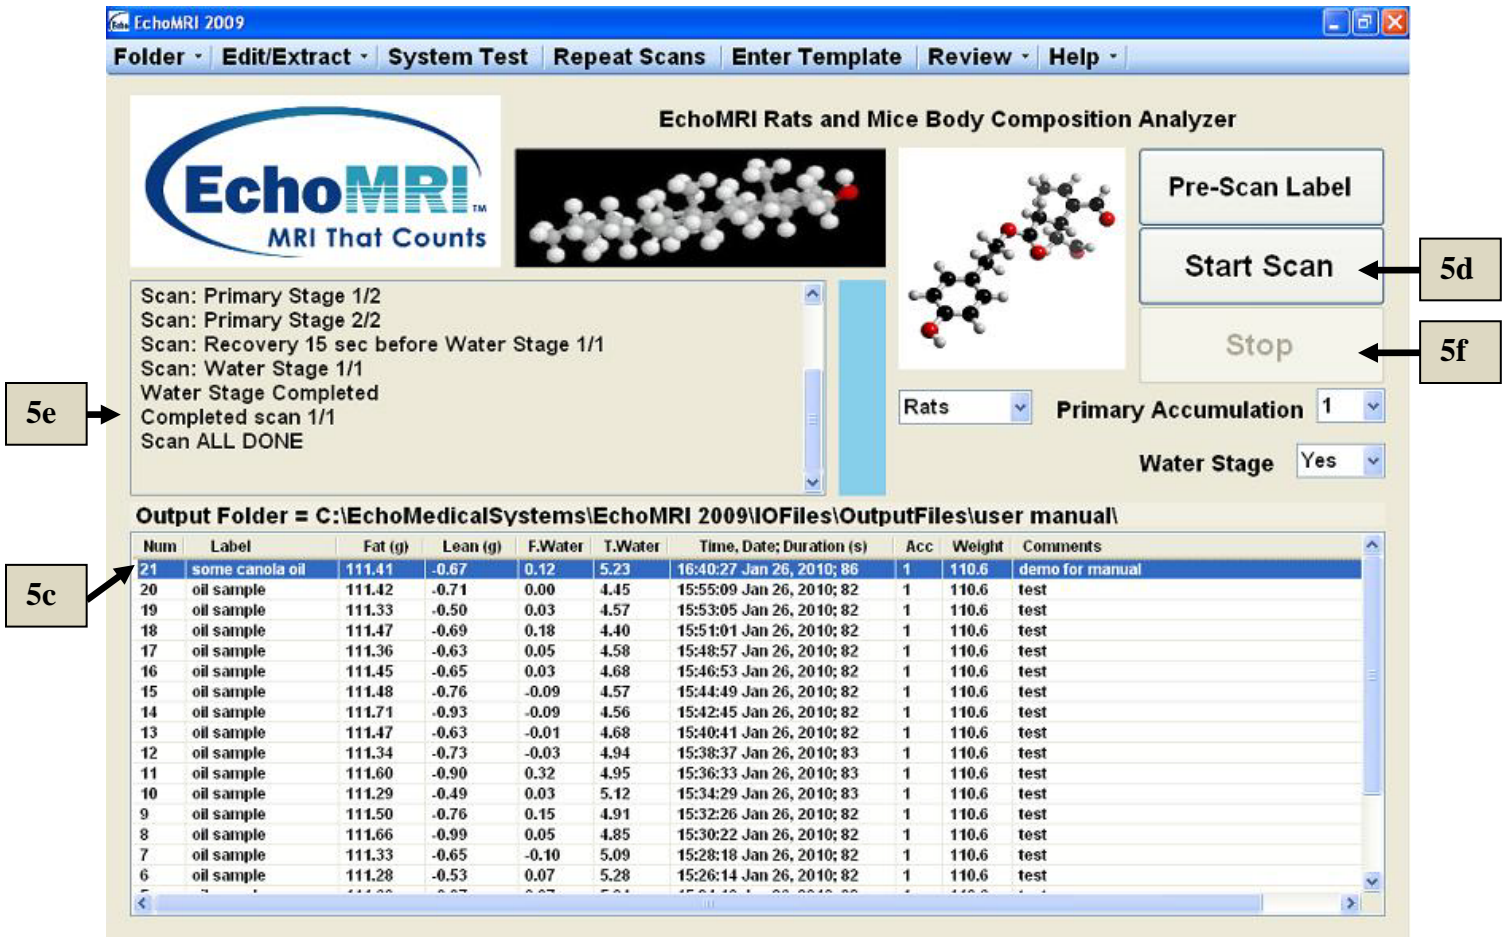 EchoMRI 2009
Folder Edit/Extract System Test Repeat Scans Enter Template Review Help
EchoMRI Rats and Mice Body Composition Analyzer
EchoMRI™
MRI That Counts
Pre-Scan Label
Start Scan
5d
Stop
5f
Scan: Primary Stage 1/2
Scan: Primary Stage 2/2
Scan: Recovery 15 sec before Water Stage 1/1
Scan: Water Stage 1/1
Water Stage Completed
Completed scan 1/1
Scan ALL DONE
5e
Rats Primary Accumulation 1
Water Stage Yes
Output Folder = C:\EchoMedicalSystems\EchoMRI 2009\IOFiles\OutputFiles\user manual\
Num Label Fat (g) Lean (g) F.Water T.Water Time, Date; Duration (s) Acc Weight Comments
5c
21 some canola oil 111.41 -0.67 0.12 5.23 16:40:27 Jan 26, 2010; 86 1 110.6 demo for manual
20 oil sample 111.42 -0.71 0.00 4.45 15:55:09 Jan 26, 2010; 82 1 110.6 test
19 oil sample 111.33 -0.50 0.03 4.57 15:53:05 Jan 26, 2010; 82 1 110.6 test
18 oil sample 111.47 -0.69 0.18 4.40 15:51:01 Jan 26, 2010; 82 1 110.6 test
17 oil sample 111.36 -0.63 0.05 4.58 15:48:57 Jan 26, 2010; 82 1 110.6 test
16 oil sample 111.45 -0.65 0.03 4.68 15:46:53 Jan 26, 2010; 82 1 110.6 test
15 oil sample 111.48 -0.76 -0.09 4.57 15:44:49 Jan 26, 2010; 82 1 110.6 test
14 oil sample 111.71 -0.93 -0.09 4.56 15:42:45 Jan 26, 2010; 82 1 110.6 test
13 oil sample 111.47 -0.63 -0.01 4.68 15:40:41 Jan 26, 2010; 82 1 110.6 test
12 oil sample 111.34 -0.73 -0.03 4.94 15:38:37 Jan 26, 2010; 83 1 110.6 test
11 oil sample 111.60 -0.90 0.32 4.95 15:36:33 Jan 26, 2010; 83 1 110.6 test
10 oil sample 111.29 -0.49 0.03 5.12 15:34:29 Jan 26, 2010; 83 1 110.6 test
9 oil sample 111.50 -0.76 0.15 4.91 15:32:26 Jan 26, 2010; 82 1 110.6 test
8 oil sample 111.66 -0.99 0.05 4.85 15:30:22 Jan 26, 2010; 82 1 110.6 test
7 oil sample 111.33 -0.65 -0.10 5.09 15:28:18 Jan 26, 2010; 82 1 110.6 test
6 oil sample 111.28 -0.53 0.07 5.28 15:26:14 Jan 26, 2010; 82 1 110.6 test